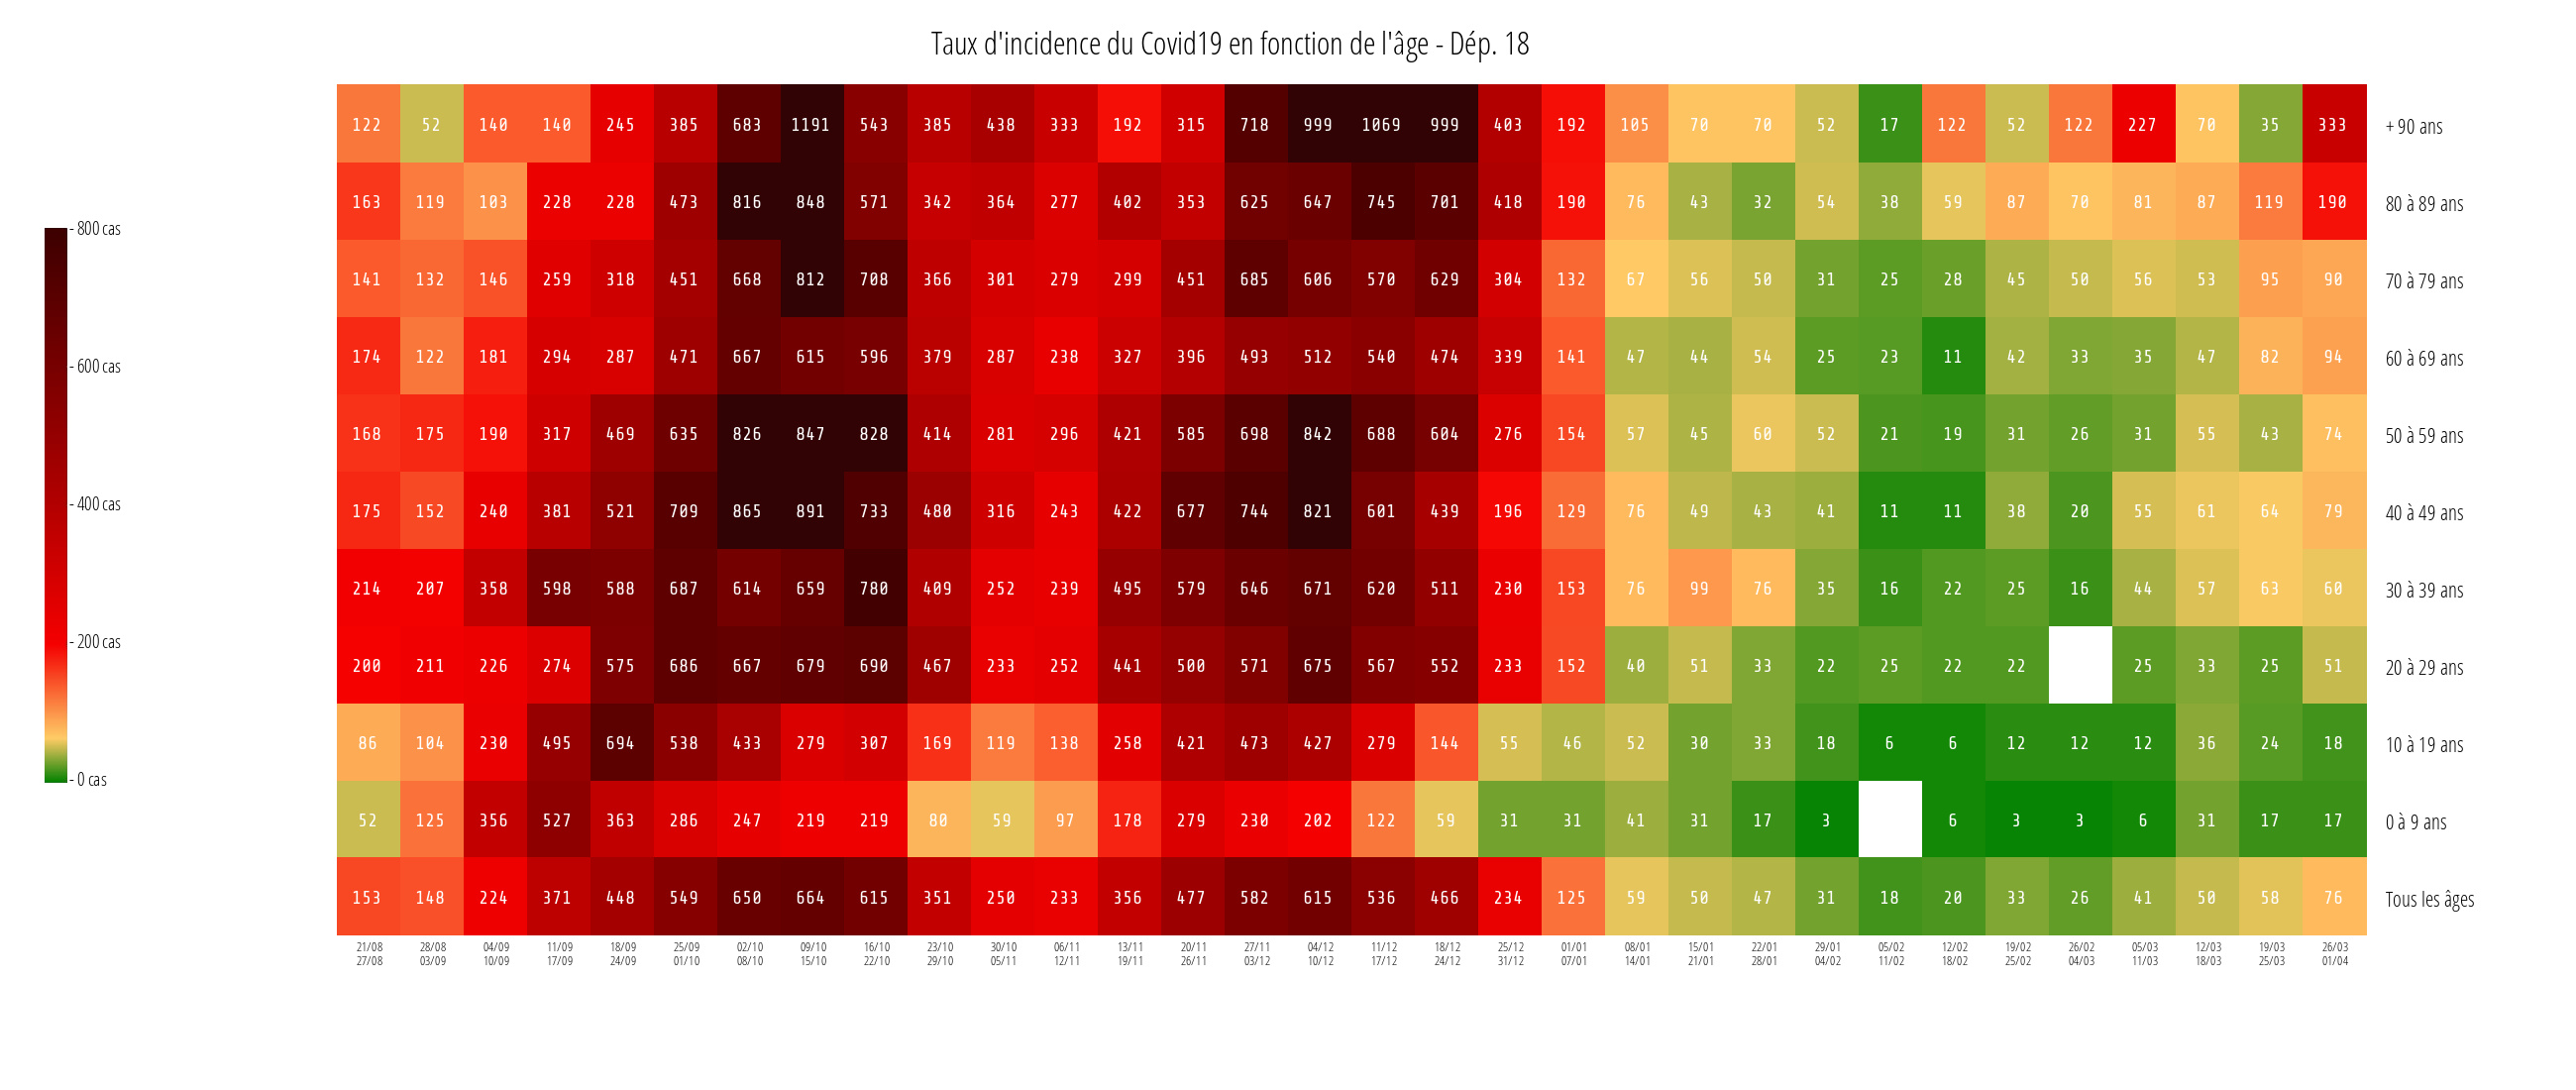 Taux d'incidence du Covid19 en fonction de l'âge - Dép. 18
- 800 cas
- 600 cas
- 400 cas
- 200 cas
- 0 cas
122 52 140 140 245 385 683 1191 543 385 438 333 192 315 718 999 1069 999 403 192 105 70 70 52 17 122 52 122 227 70 35 333 + 90 ans
163 119 103 228 228 473 816 848 571 342 364 277 402 353 625 647 745 701 418 190 76 43 32 54 38 59 87 70 81 87 119 190 80 à 89 ans
141 132 146 259 318 451 668 812 708 366 301 279 299 451 685 606 570 629 304 132 67 56 50 31 25 28 45 50 56 53 95 90 70 à 79 ans
174 122 181 294 287 471 667 615 596 379 287 238 327 396 493 512 540 474 339 141 47 44 54 25 23 11 42 33 35 47 82 94 60 à 69 ans
168 175 190 317 469 635 826 847 828 414 281 296 421 585 698 842 688 604 276 154 57 45 60 52 21 19 31 26 31 55 43 74 50 à 59 ans
175 152 240 381 521 709 865 891 733 480 316 243 422 677 744 821 601 439 196 129 76 49 43 41 11 11 38 20 55 61 64 79 40 à 49 ans
214 207 358 598 588 687 614 659 780 409 252 239 495 579 646 671 620 511 230 153 76 99 76 35 16 22 25 16 44 57 63 60 30 à 39 ans
200 211 226 274 575 686 667 679 690 467 233 252 441 500 571 675 567 552 233 152 40 51 33 22 25 22 22 25 33 25 51 20 à 29 ans
86 104 230 495 694 538 433 279 307 169 119 138 258 421 473 427 279 144 55 46 52 30 33 18 6 6 12 12 12 36 24 18 10 à 19 ans
52 125 356 527 363 286 247 219 219 80 59 97 178 279 230 202 122 59 31 31 41 31 17 3 6 3 3 6 31 17 17 0 à 9 ans
153 148 224 371 448 549 650 664 615 351 250 233 356 477 582 615 536 466 234 125 59 50 47 31 18 20 33 26 41 50 58 76 Tous les âges
21/08 28/08 04/09 11/09 18/09 25/09 02/10 09/10 16/10 23/10 30/10 06/11 13/11 20/11 27/11 04/12 11/12 18/12 25/12 01/01 08/01 15/01 22/01 29/01 05/02 12/02 19/02 26/02 05/03 12/03 19/03 26/03
27/08 03/09 10/09 17/09 24/09 01/10 08/10 15/10 22/10 29/10 05/11 12/11 19/11 26/11 03/12 10/12 17/12 24/12 31/12 07/01 14/01 21/01 28/01 04/02 11/02 18/02 25/02 04/03 11/03 18/03 25/03 01/04